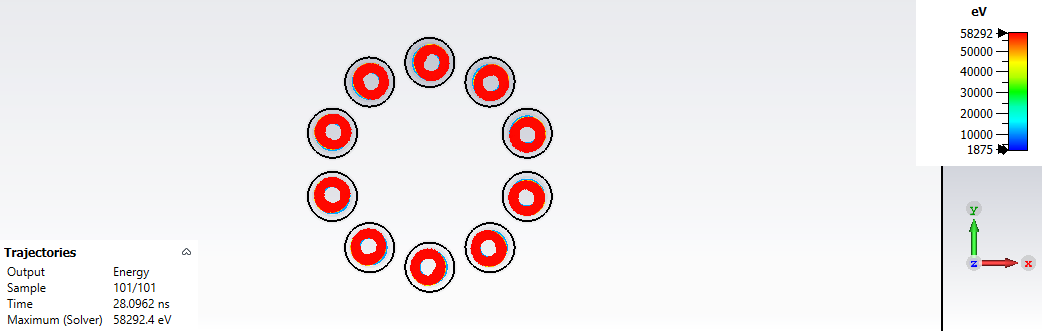 eV
58292
50000
40000
30000
20000
10000
1875
y
z x
Trajectories
Output Energy
Sample 101/101
Time 28.0962 ns
Maximum (Solver) 58292.4 eV